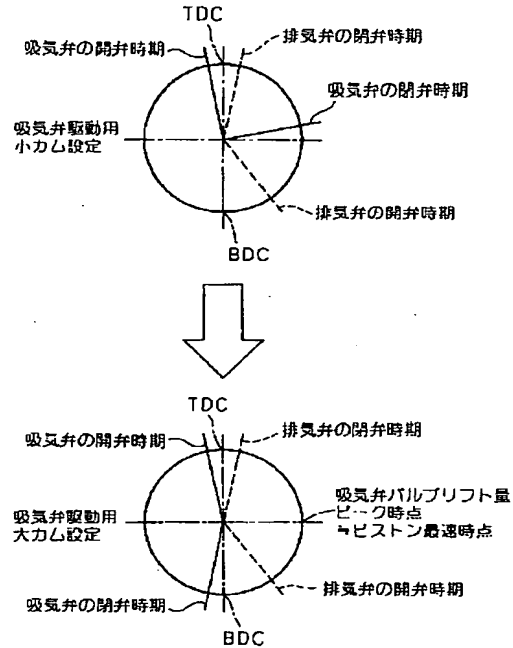 TDC
吸気弁の開弁時期
排気弁の閉弁時期
吸気弁の閉弁時期
吸気弁駆動用
小カム設定
排気弁の開弁時期
BDC
TDC
吸気弁の開弁時期
排気弁の閉弁時期
吸気弁バルブリフト量
ピーク時点
≒ピストン最速時点
吸気弁駆動用
大カム設定
排気弁の開弁時期
吸気弁の閉弁時期
BDC